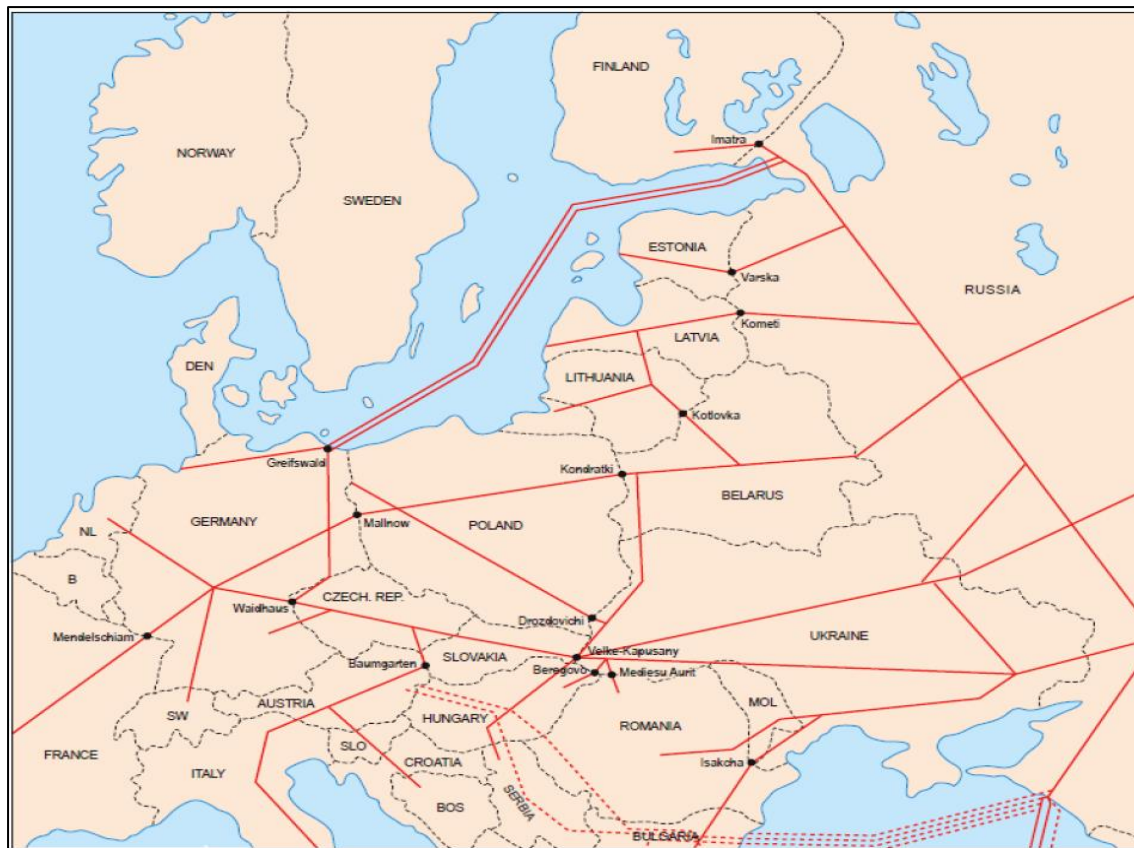 FINLAND
Imatra
NORWAY
SWEDEN
ESTONIA
Varska
RUSSIA
Kometi
LATVIA
DEN
LITHUANIA
Kotlovka
Greifswald
Kondratki
BELARUS
GERMANY
Mallnow
POLAND
NL
B
CZECH. REP.
Waidhaus
Drozdovichi
Mendelschiam
UKRAINE
Velke-Kapusany
SLOVAKIA
Baumgarten
Beregovo
Mediesu Aurit
AUSTRIA
MOL
SW
HUNGARY
ROMANIA
SLO
FRANCE
CROATIA
Isakcha
ITALY
SERBIA
BOS
BULGARIA